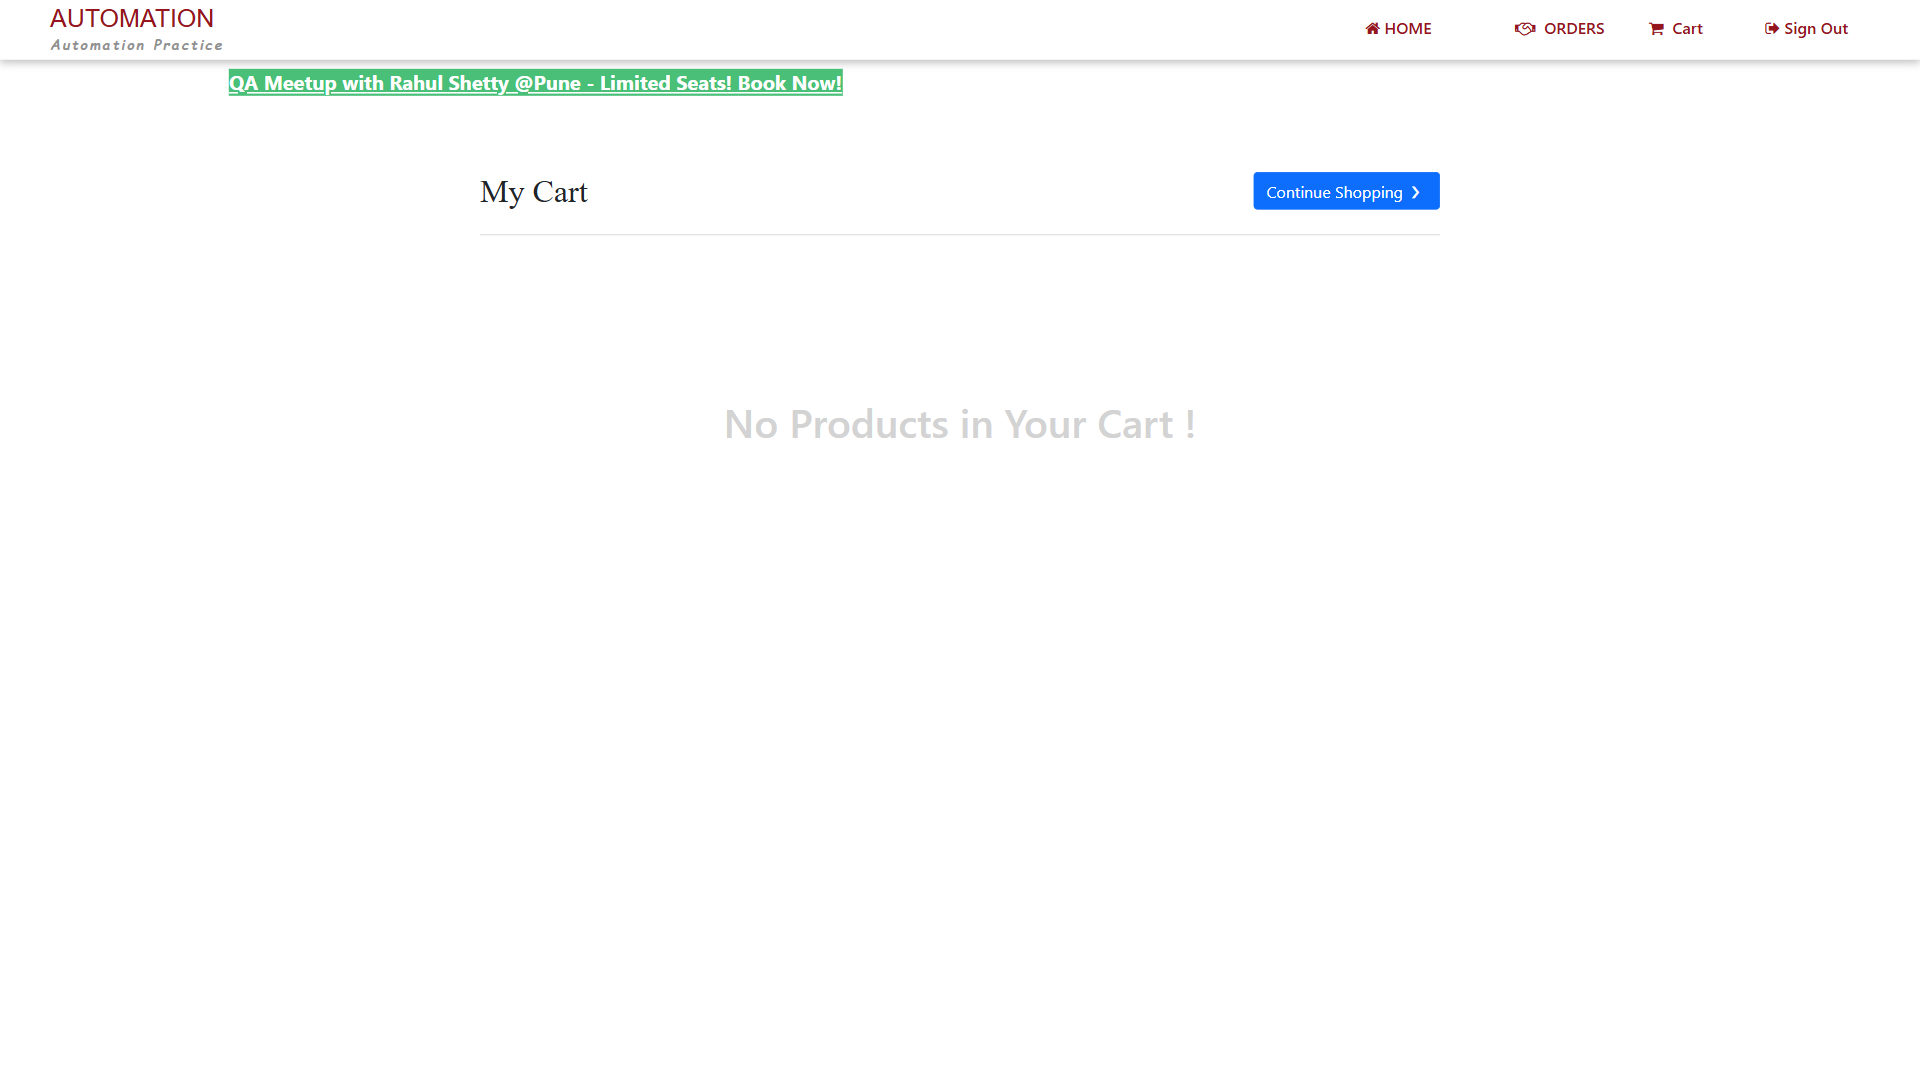 AUTOMATION
Automation Practice
HOME
ORDERS
Cart
Sign Out
QA Meetup with Rahul Shetty @Pune - Limited Seats! Book Now!
My Cart
Continue Shopping ❯
No Products in Your Cart !